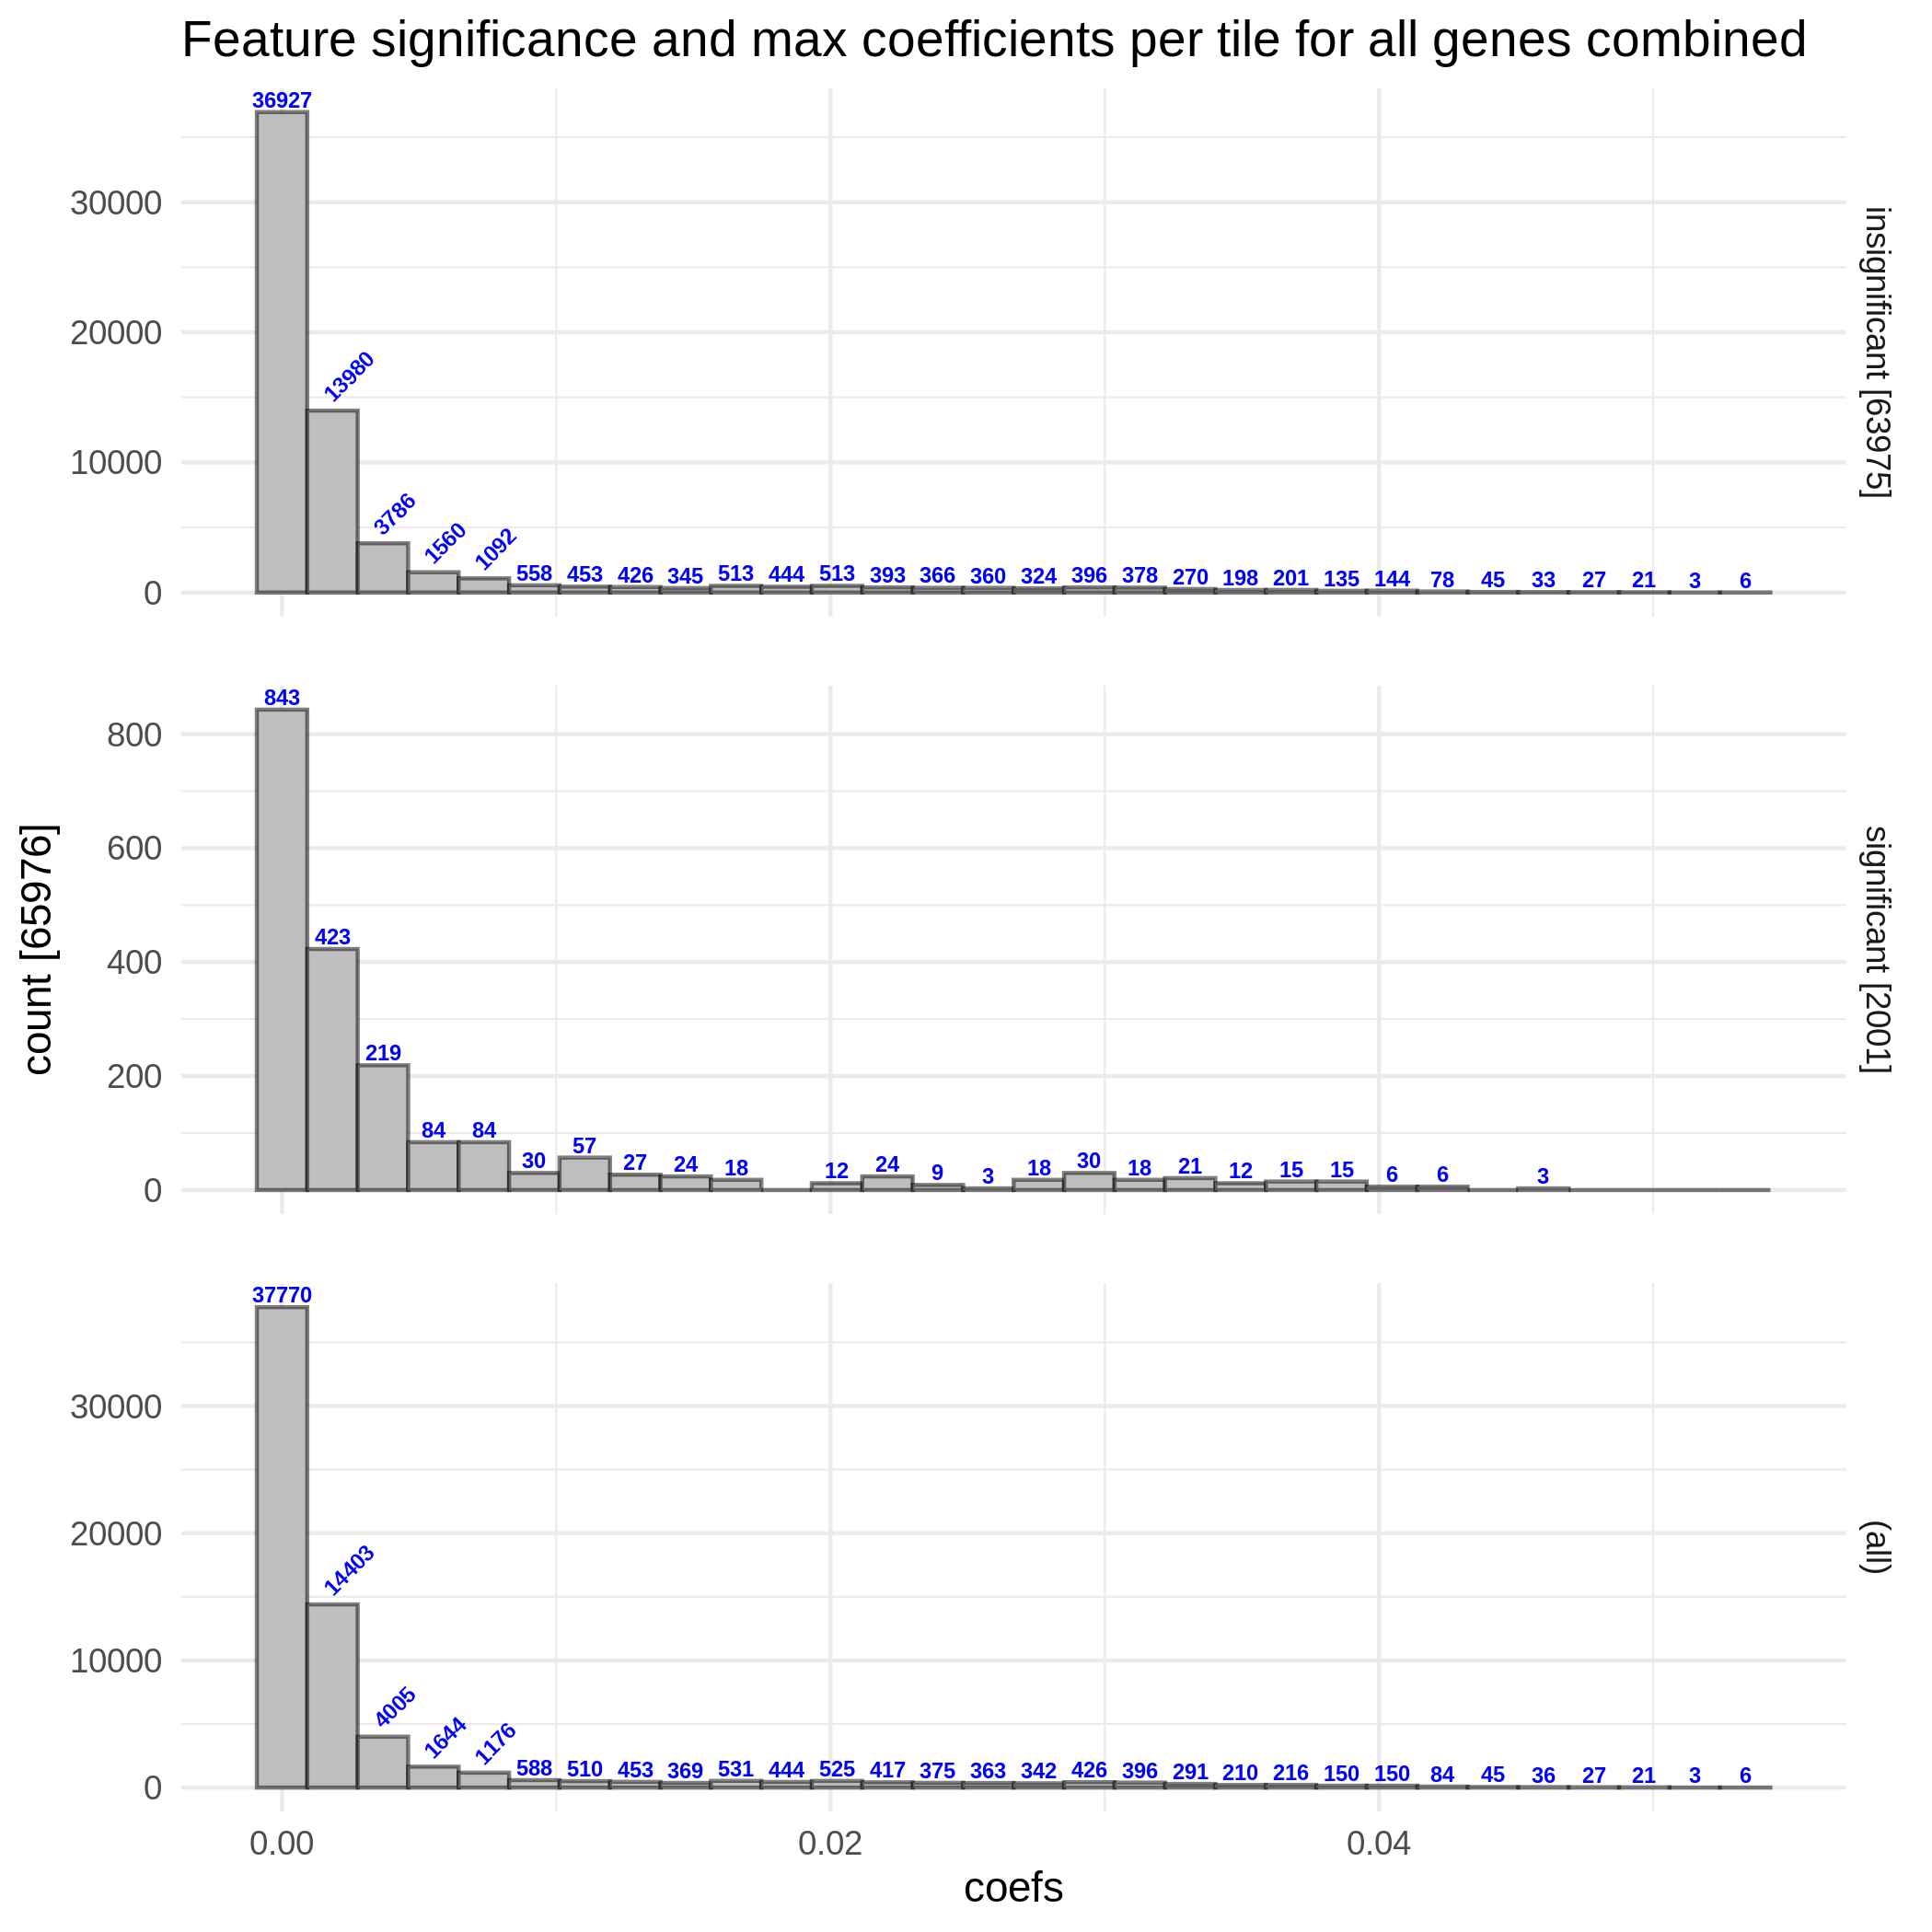 Feature significance and max coefficients per tile for all genes combined
36927
13980
3786
1560
1092
558 453 426 345 513 444 513 393 366 360 324 396 378 270 198 201 135 144 78 45 33 27 21 3 6
30000
20000
10000
0
insignificant [63975]
843
423
219
84 84 30 57 27 24 18 12 24 9 3 18 30 18 21 12 15 15 6 6 3
800
600
400
200
0
significant [2001]
count [65976]
37770
14403
4005
1644
1176
588 510 453 369 531 444 525 417 375 363 342 426 396 291 210 216 150 150 84 45 36 27 21 3 6
30000
20000
10000
0
(all)
0.00 0.02 0.04
coefs